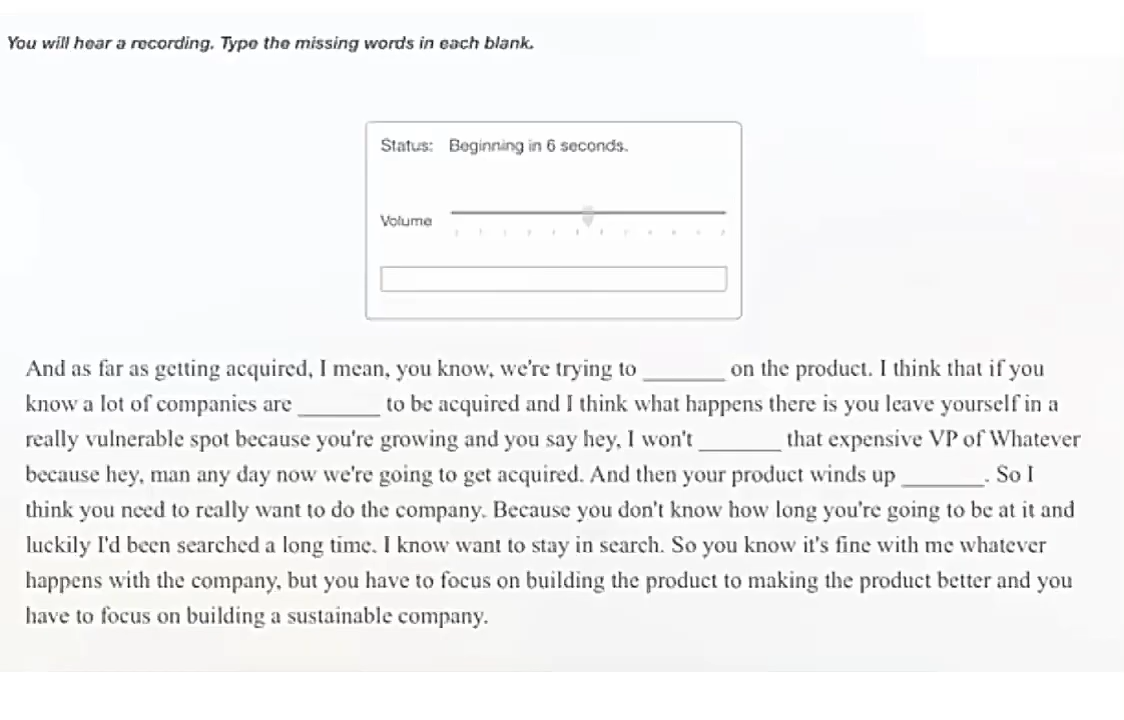 You will hear a recording. Type the missing words in each blank.
Status: Beginning in 6 seconds.
Volume
And as far as getting acquired, I mean, you know, we're trying to ________ on the product. I think that if you
know a lot of companies are ________ to be acquired and I think what happens there is you leave yourself in a
really vulnerable spot because you're growing and you say hey, I won't ________ that expensive VP of Whatever
because hey, man any day now we're going to get acquired. And then your product winds up ________. So I
think you need to really want to do the company. Because you don't know how long you're going to be at it and
luckily I'd been searched a long time. I know want to stay in search. So you know it's fine with me whatever
happens with the company, but you have to focus on building the product to making the product better and you
have to focus on building a sustainable company.